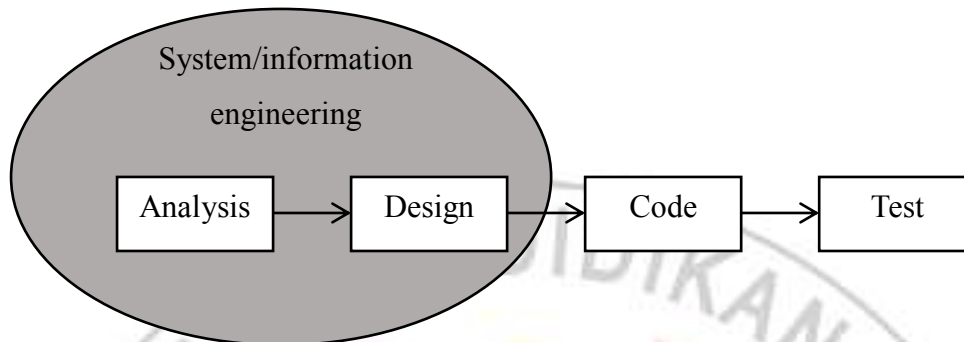 System/information
engineering
Analysis
Design
Code
Test